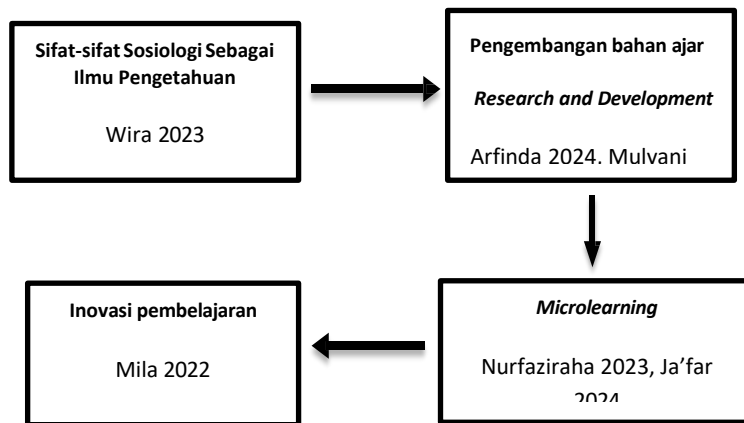 Sifat-sifat Sosiologi Sebagai
Ilmu Pengetahuan
Wira 2023
Pengembangan bahan ajar
Research and Development
Arfinda 2024. Mulvani
Microlearning
Nurfaziraha 2023, Ja’far
2024
Inovasi pembelajaran
Mila 2022